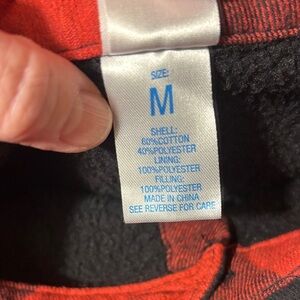 SIZE:
M
SHELL:
60%COTTON
40%POLYESTER
LINING:
100%POLYESTER
FILLING:
100%POLYESTER
MADE IN CHINA
SEE REVERSE FOR CARE